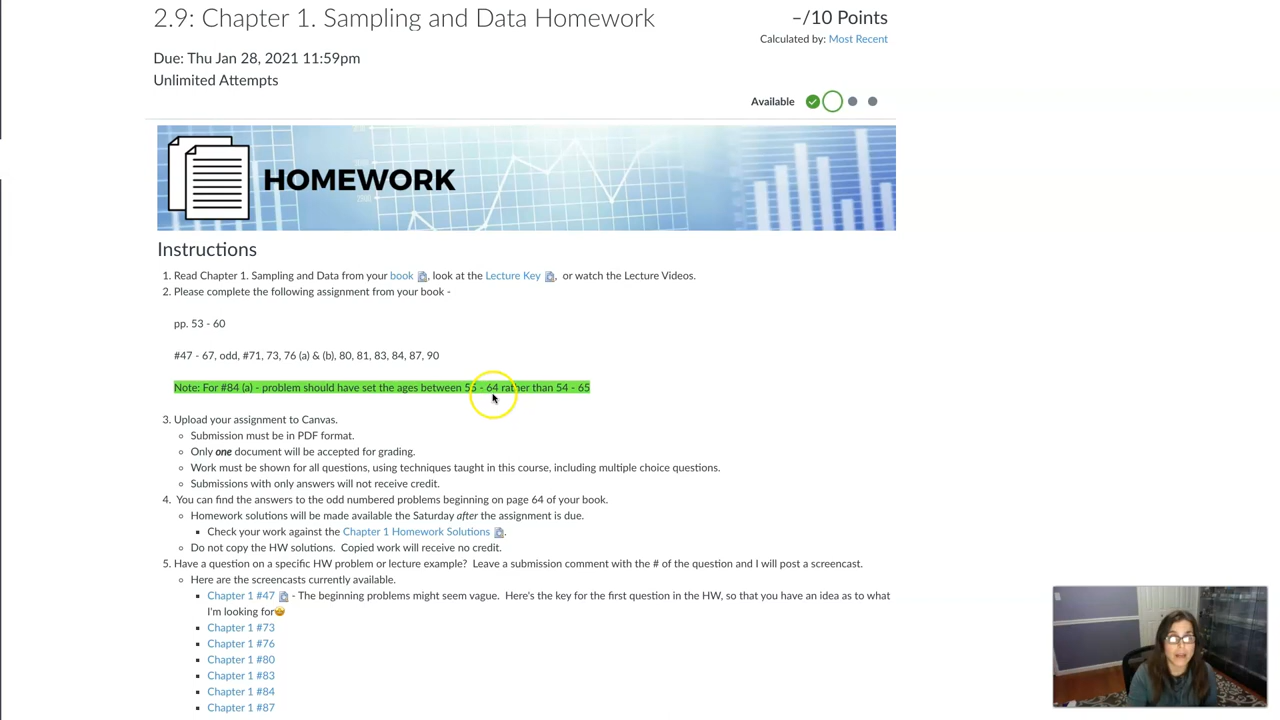 2.9: Chapter 1. Sampling and Data Homework
–/10 Points
Calculated by: Most Recent
Due: Thu Jan 28, 2021 11:59pm
Unlimited Attempts
Available
HOMEWORK
Instructions
1. Read Chapter 1. Sampling and Data from your book , look at the Lecture Key , or watch the Lecture Videos.
2. Please complete the following assignment from your book -
pp. 53 - 60
#47 - 67, odd, #71, 73, 76 (a) & (b), 80, 81, 83, 84, 87, 90
Note: For #84 (a) - problem should have set the ages between 55 - 64 rather than 54 - 65
3. Upload your assignment to Canvas.
Submission must be in PDF format.
Only one document will be accepted for grading.
Work must be shown for all questions, using techniques taught in this course, including multiple choice questions.
Submissions with only answers will not receive credit.
4. You can find the answers to the odd numbered problems beginning on page 64 of your book.
Homework solutions will be made available the Saturday after the assignment is due.
Check your work against the Chapter 1 Homework Solutions .
Do not copy the HW solutions. Copied work will receive no credit.
5. Have a question on a specific HW problem or lecture example? Leave a submission comment with the # of the question and I will post a screencast.
Here are the screencasts currently available.
Chapter 1 #47 - The beginning problems might seem vague. Here's the key for the first question in the HW, so that you have an idea as to what
I'm looking for😀
Chapter 1 #73
Chapter 1 #76
Chapter 1 #80
Chapter 1 #83
Chapter 1 #84
Chapter 1 #87